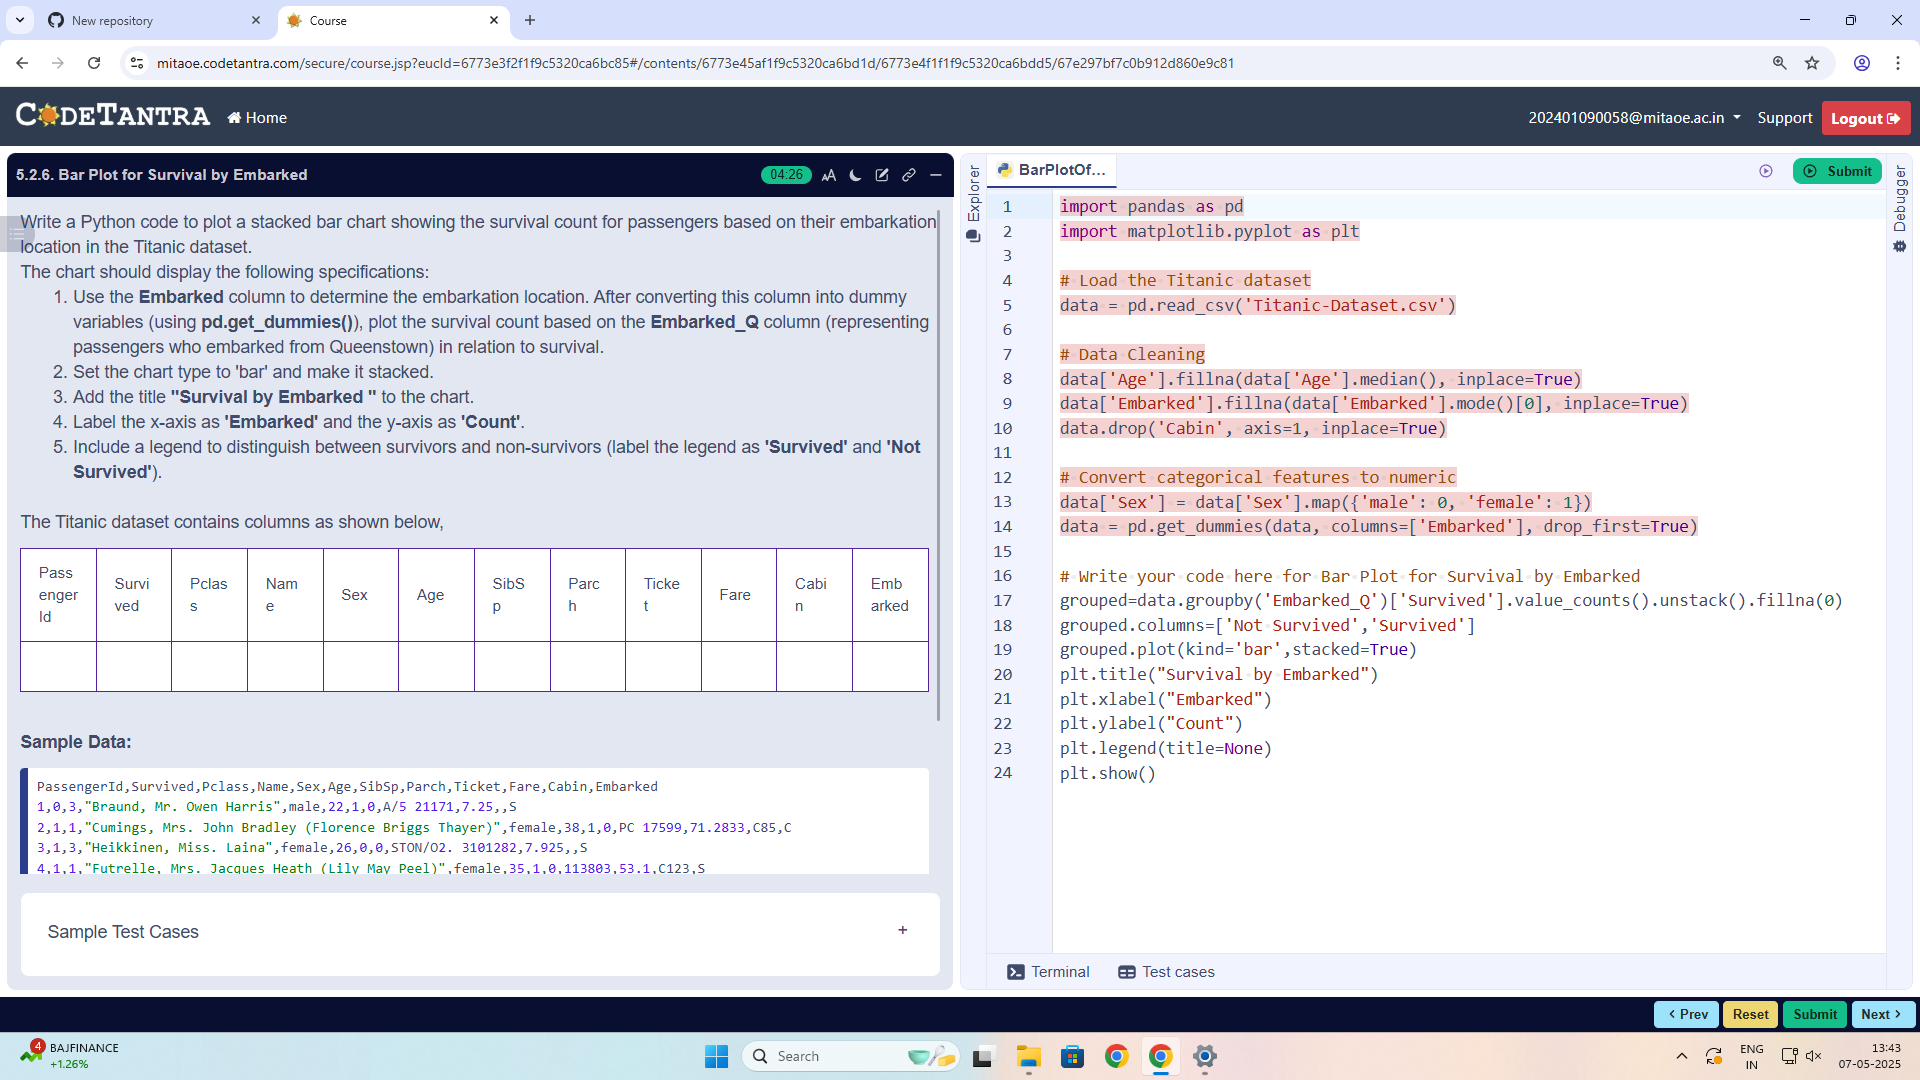 New repository
Course
mitaoe.codetantra.com/secure/course.jsp?eucId=6773e3f2f1f9c5320ca6bc85#/contents/6773e45af1f9c5320ca6bd1d/6773e4f1f1f9c5320ca6bdd5/67e297bf7c0b912d860e9c81
CODETANTRA
Home
202401090058@mitaoe.ac.in
Support
Logout
5.2.6. Bar Plot for Survival by Embarked
04:26
AA
Write a Python code to plot a stacked bar chart showing the survival count for passengers based on their embarkation
location in the Titanic dataset.
The chart should display the following specifications:
1. Use the Embarked column to determine the embarkation location. After converting this column into dummy
variables (using pd.get_dummies()), plot the survival count based on the Embarked_Q column (representing
passengers who embarked from Queenstown) in relation to survival.
2. Set the chart type to 'bar' and make it stacked.
3. Add the title "Survival by Embarked " to the chart.
4. Label the x-axis as 'Embarked' and the y-axis as 'Count'.
5. Include a legend to distinguish between survivors and non-survivors (label the legend as 'Survived' and 'Not
Survived').
The Titanic dataset contains columns as shown below,
Pass
enger
Id
Survi
ved
Pclas
s
Nam
e
Sex
Age
SibS
p
Parc
h
Ticke
t
Fare
Cabi
n
Emb
arked
Sample Data:
PassengerId,Survived,Pclass,Name,Sex,Age,SibSp,Parch,Ticket,Fare,Cabin,Embarked
1,0,3,"Braund, Mr. Owen Harris",male,22,1,0,A/5 21171,7.25,,S
2,1,1,"Cumings, Mrs. John Bradley (Florence Briggs Thayer)",female,38,1,0,PC 17599,71.2833,C85,C
3,1,3,"Heikkinen, Miss. Laina",female,26,0,0,STON/O2. 3101282,7.925,,S
4,1,1,"Futrelle, Mrs. Jacques Heath (Lily May Peel)",female,35,1,0,113803,53.1,C123,S
Sample Test Cases
+
Explorer
BarPlotOf...
Submit
Debugger
1 import pandas as pd
2 import matplotlib.pyplot as plt
3
4 # Load the Titanic dataset
5 data = pd.read_csv('Titanic-Dataset.csv')
6
7 # Data Cleaning
8 data['Age'].fillna(data['Age'].median(), inplace=True)
9 data['Embarked'].fillna(data['Embarked'].mode()[0], inplace=True)
10 data.drop('Cabin', axis=1, inplace=True)
11
12 # Convert categorical features to numeric
13 data['Sex'] = data['Sex'].map({'male': 0, 'female': 1})
14 data = pd.get_dummies(data, columns=['Embarked'], drop_first=True)
15
16 # Write your code here for Bar Plot for Survival by Embarked
17 grouped=data.groupby('Embarked_Q')['Survived'].value_counts().unstack().fillna(0)
18 grouped.columns=['Not Survived','Survived']
19 grouped.plot(kind='bar',stacked=True)
20 plt.title("Survival by Embarked")
21 plt.xlabel("Embarked")
22 plt.ylabel("Count")
23 plt.legend(title=None)
24 plt.show()
Terminal
Test cases
Prev
Reset
Submit
Next
4
BAJFINANCE
+1.26%
Search
ENG
IN
13:43
07-05-2025